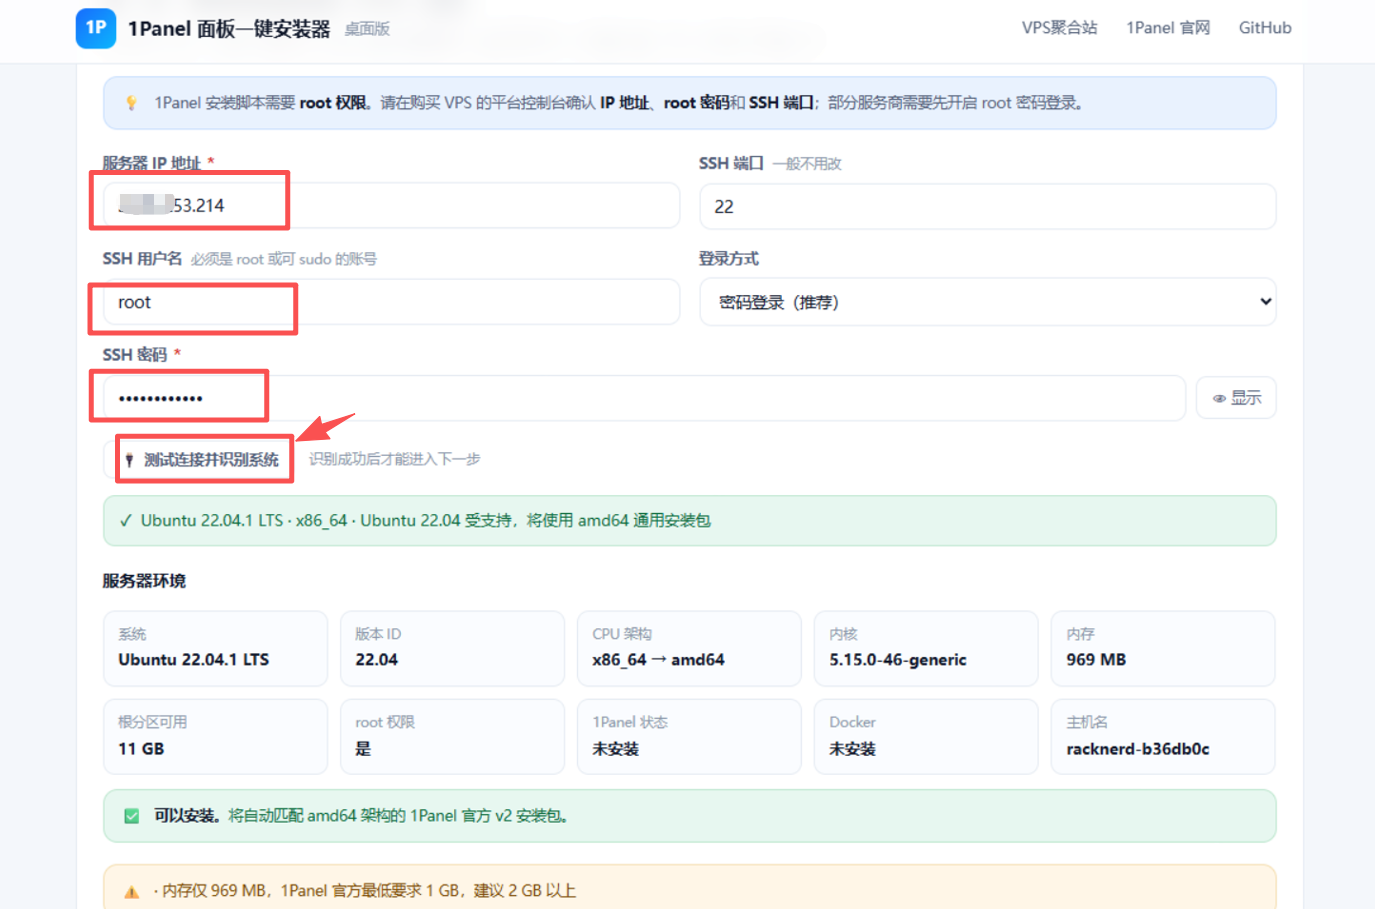 1P 1Panel 面板一键安装器 桌面版 VPS聚合站 1Panel 官网 GitHub
1Panel 安装脚本需要 root 权限。请在购买 VPS 的平台控制台确认 IP 地址、root 密码和 SSH 端口；部分服务商需要先开启 root 密码登录。
服务器 IP 地址 * SSH 端口 一般不用改
53.214 22
SSH 用户名 必须是 root 或可 sudo 的账号 登录方式
root 密码登录（推荐）
SSH 密码 *
•••••••••••• 显示
测试连接并识别系统 识别成功后才能进入下一步
✓ Ubuntu 22.04.1 LTS · x86_64 · Ubuntu 22.04 受支持，将使用 amd64 通用安装包
服务器环境
系统 版本 ID CPU 架构 内核 内存
Ubuntu 22.04.1 LTS 22.04 x86_64 → amd64 5.15.0-46-generic 969 MB
根分区可用 root 权限 1Panel 状态 Docker 主机名
11 GB 是 未安装 未安装 racknerd-b36db0c
可以安装。将自动匹配 amd64 架构的 1Panel 官方 v2 安装包。
· 内存仅 969 MB，1Panel 官方最低要求 1 GB，建议 2 GB 以上